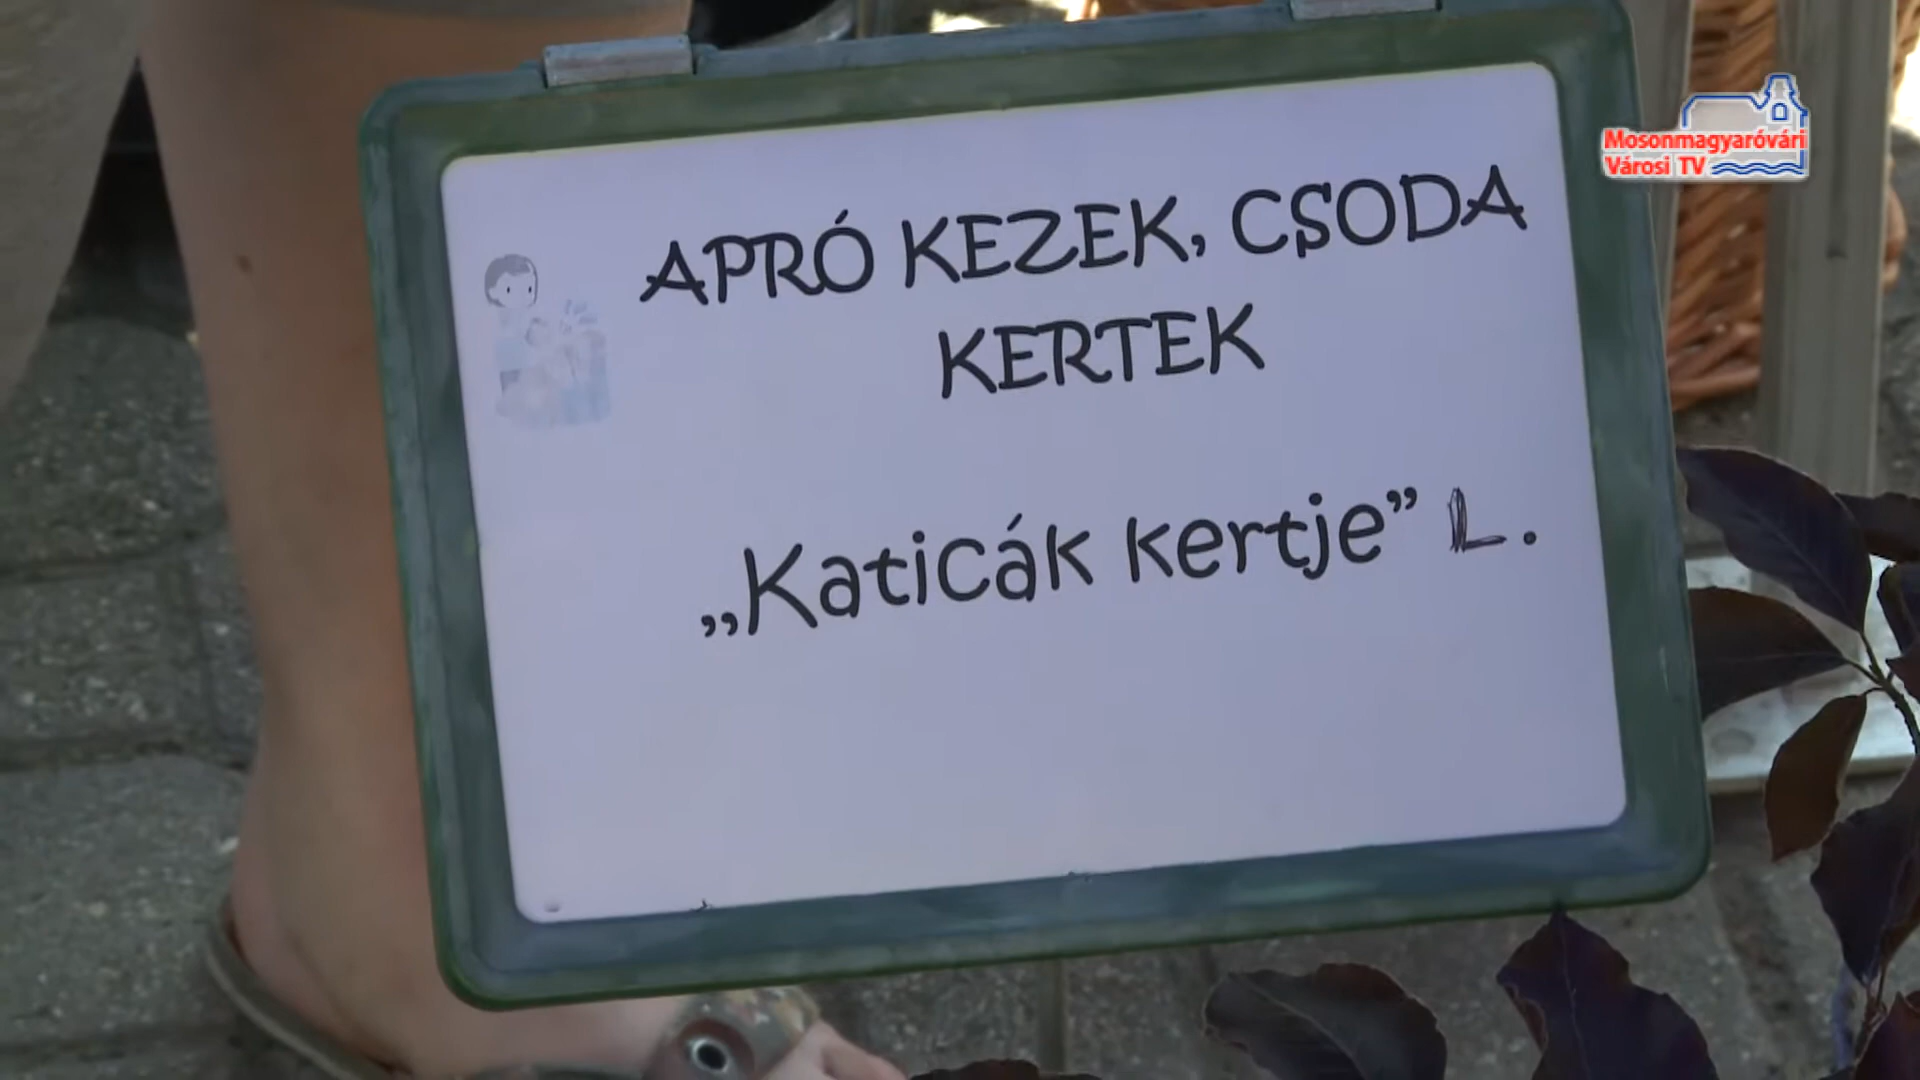 Mosonmagyaróvári
Városi TV
APRÓ KEZEK, CSODA
KERTEK
„Katicák kertje” L.